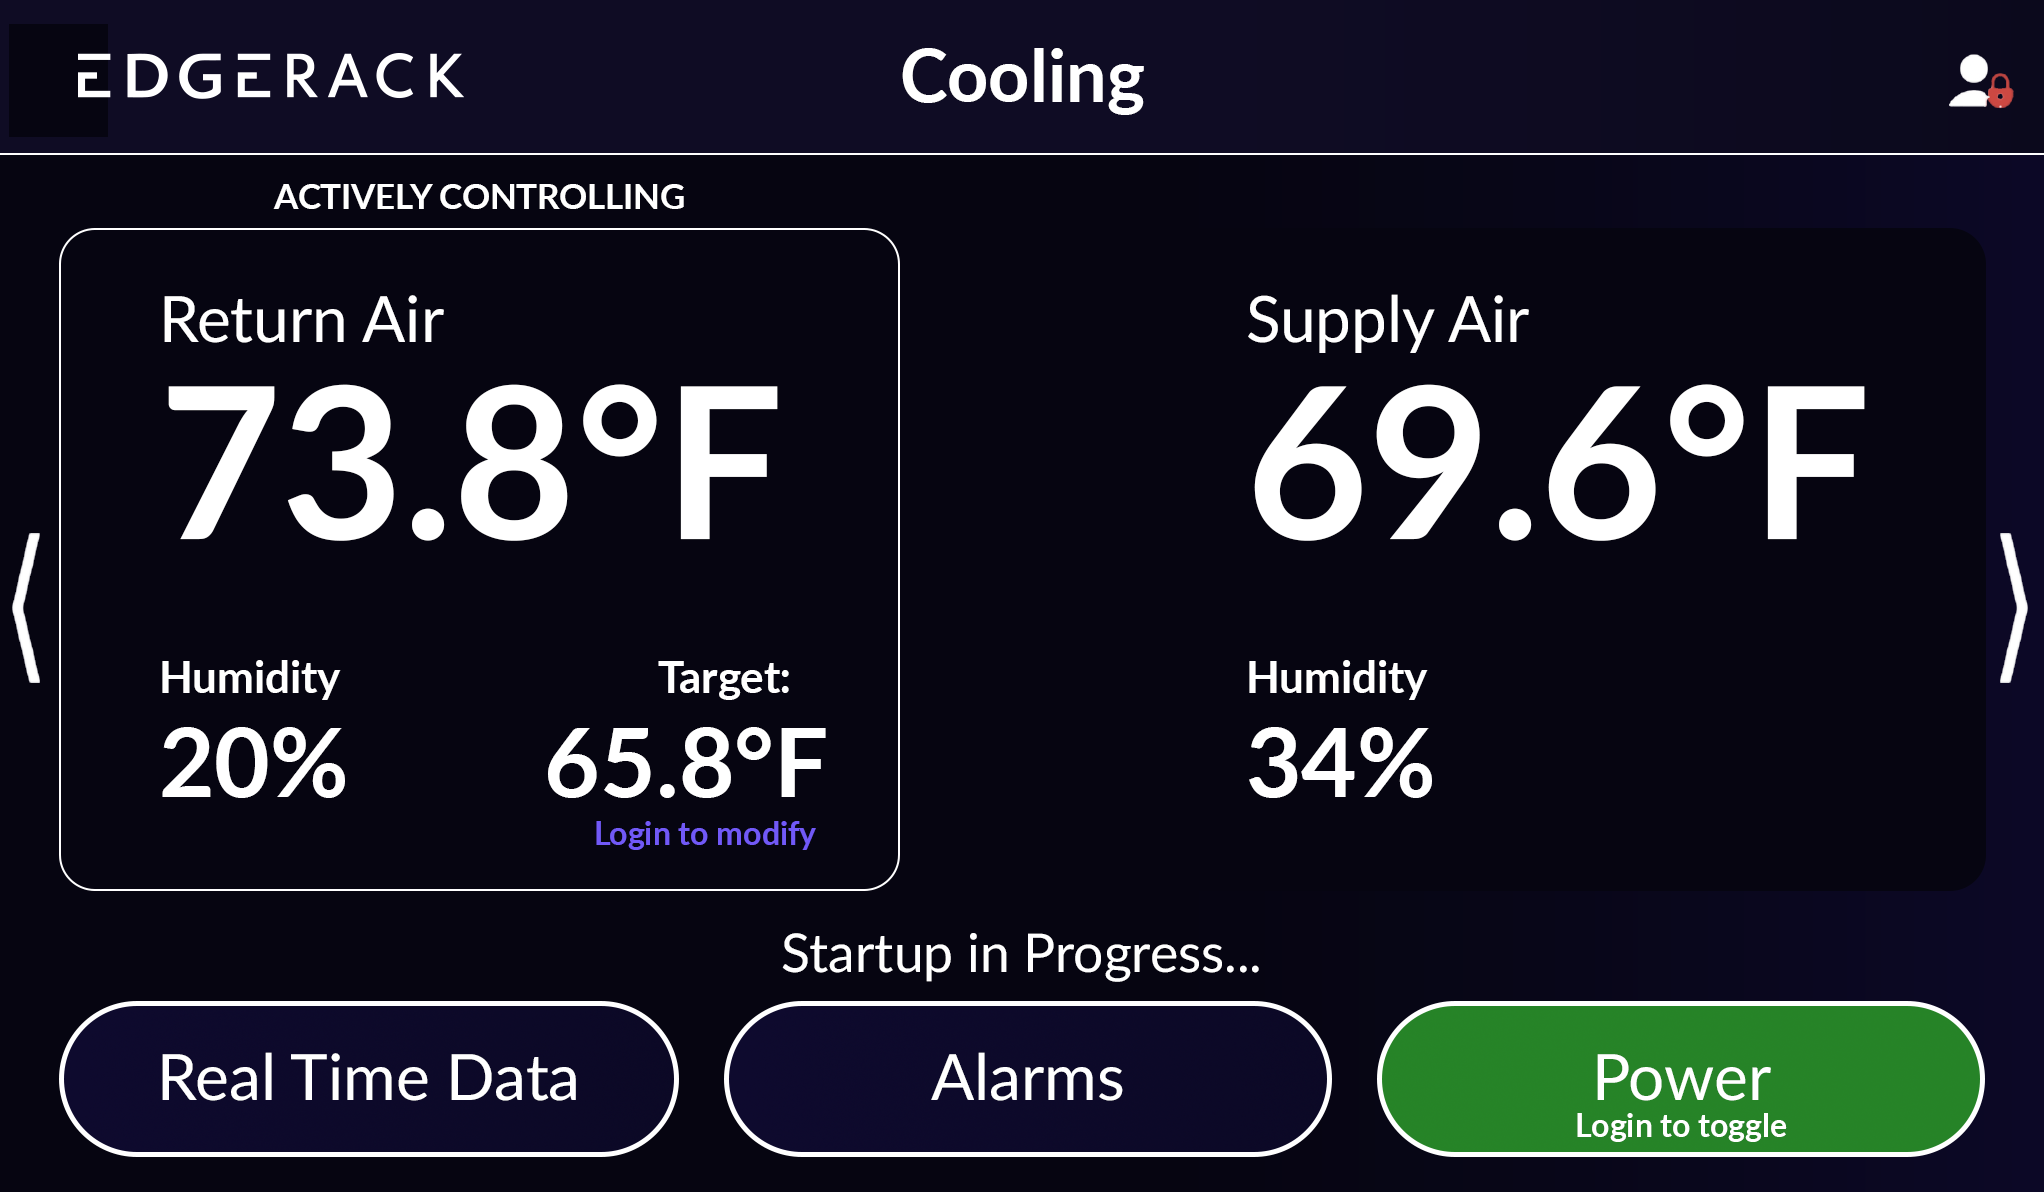 EDGERACK
Cooling
ACTIVELY CONTROLLING
Return Air
73.8°F
Humidity
20%
Target:
65.8°F
Login to modify
Supply Air
69.6°F
Humidity
34%
Startup in Progress...
Real Time Data
Alarms
Power
Login to toggle